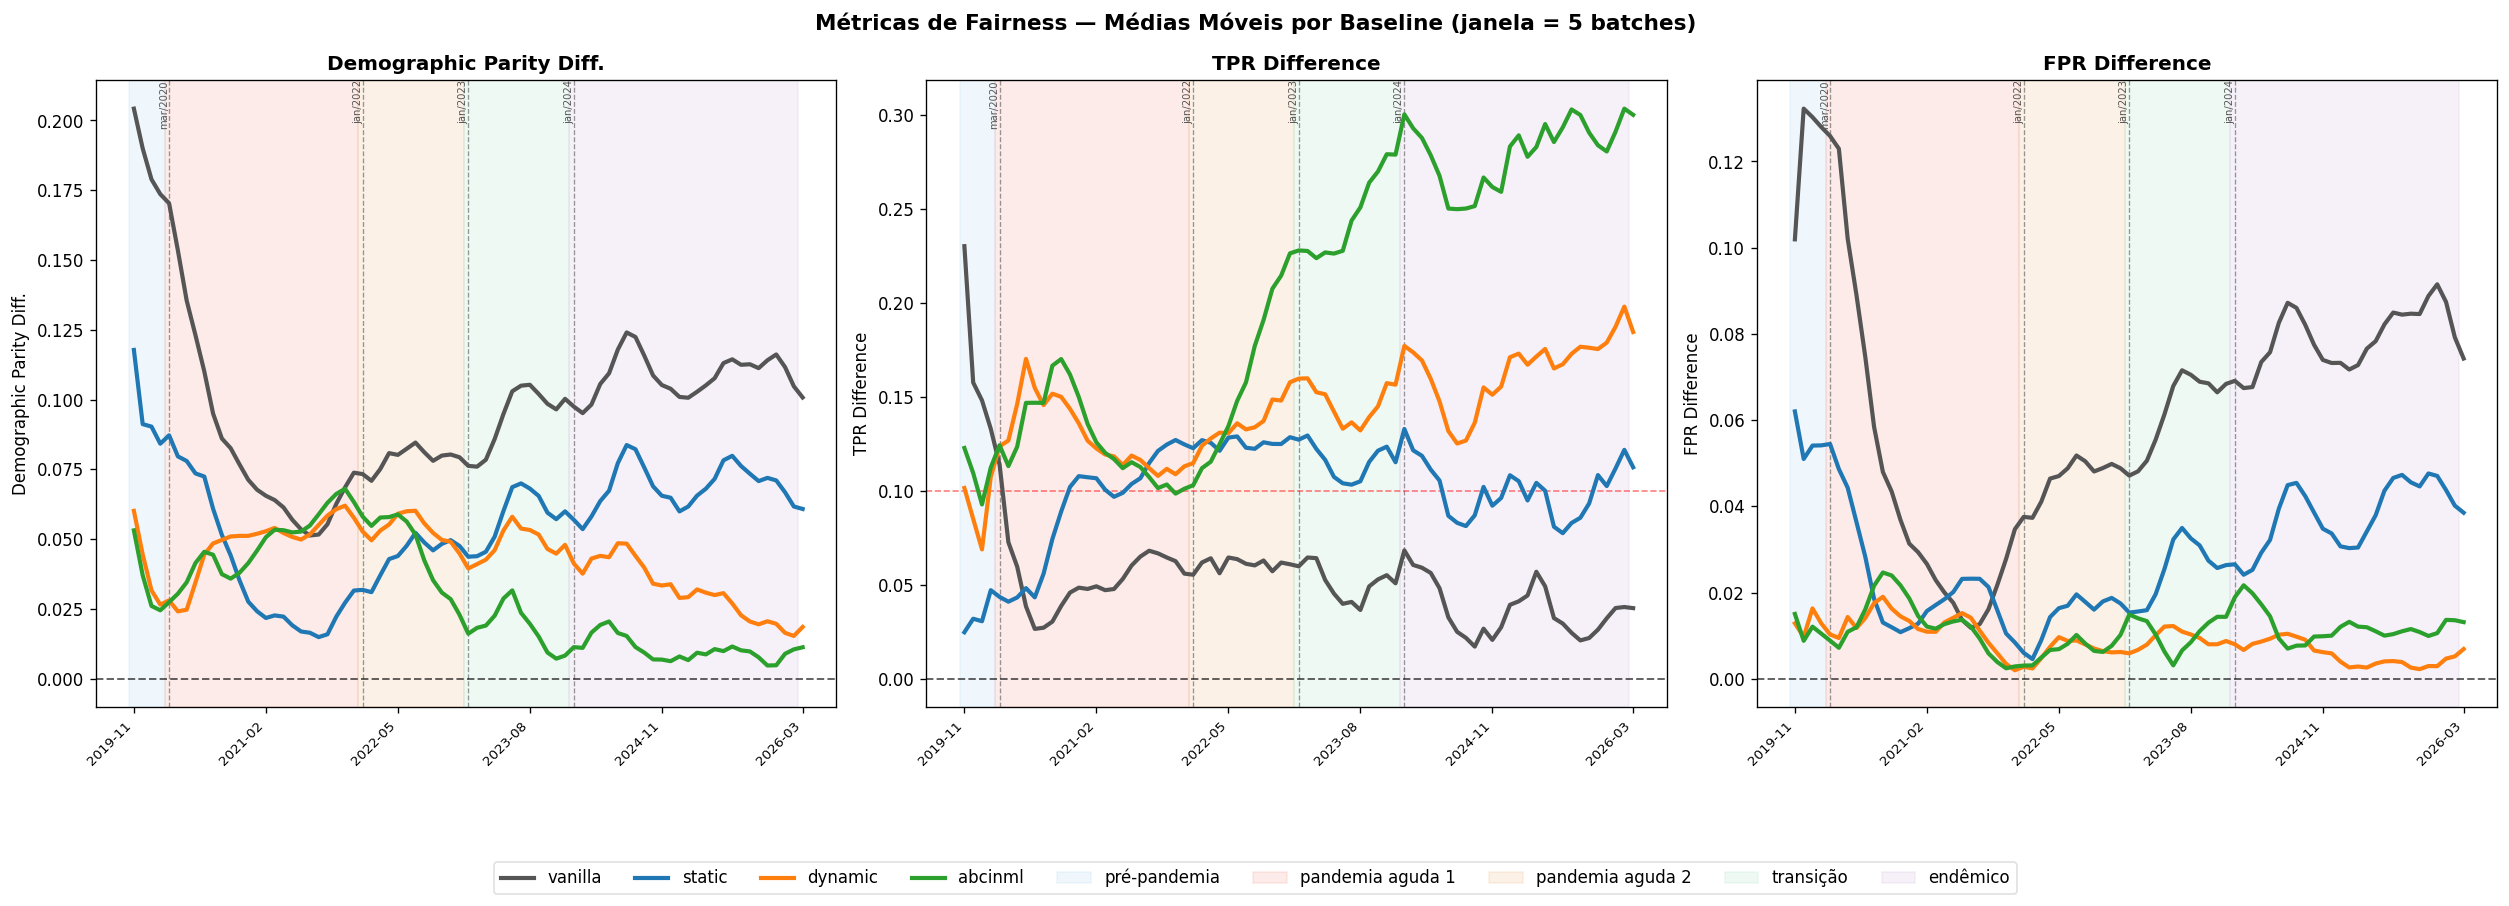 Métricas de Fairness — Médias Móveis por Baseline (janela = 5 batches)
Demographic Parity Diff.
Demographic Parity Diff.
0.200
0.175
0.150
0.125
0.100
0.075
0.050
0.025
0.000
mar/2020
jan/2022
jan/2023
jan/2024
2019-11
2021-02
2022-05
2023-08
2024-11
2026-03
TPR Difference
TPR Difference
0.30
0.25
0.20
0.15
0.10
0.05
0.00
mar/2020
jan/2022
jan/2023
jan/2024
2019-11
2021-02
2022-05
2023-08
2024-11
2026-03
FPR Difference
FPR Difference
0.12
0.10
0.08
0.06
0.04
0.02
0.00
mar/2020
jan/2022
jan/2023
jan/2024
2019-11
2021-02
2022-05
2023-08
2024-11
2026-03
vanilla static dynamic abcinml pré-pandemia pandemia aguda 1 pandemia aguda 2 transição endêmico